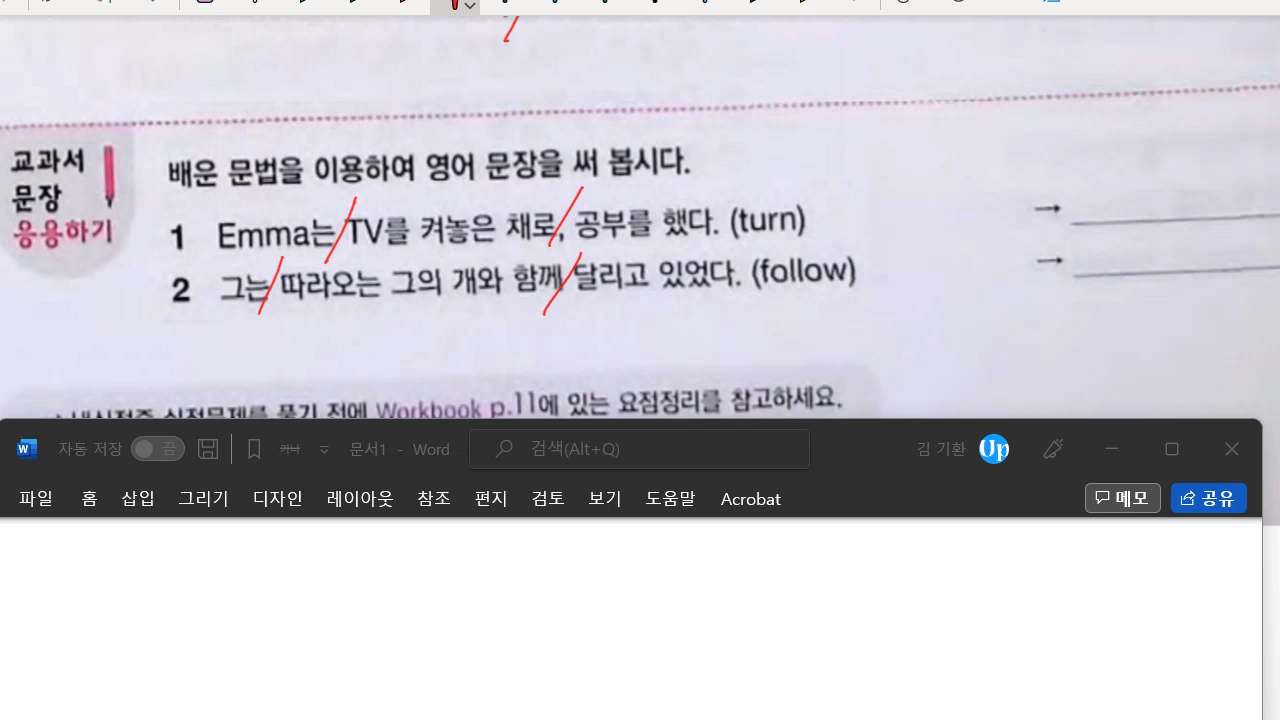 교과서
문장
응용하기
배운 문법을 이용하여 영어 문장을 써 봅시다.
1 Emma는 TV를 켜놓은 채로, 공부를 했다. (turn) →
2 그는 따라오는 그의 개와 함께 달리고 있었다. (follow) →
Workbook p.11에 있는 요점정리를 참고하세요.
자동 저장 끔 문서1 - Word 검색(Alt+Q) 김 기환 Up
파일 홈 삽입 그리기 디자인 레이아웃 참조 편지 검토 보기 도움말 Acrobat 메모 공유